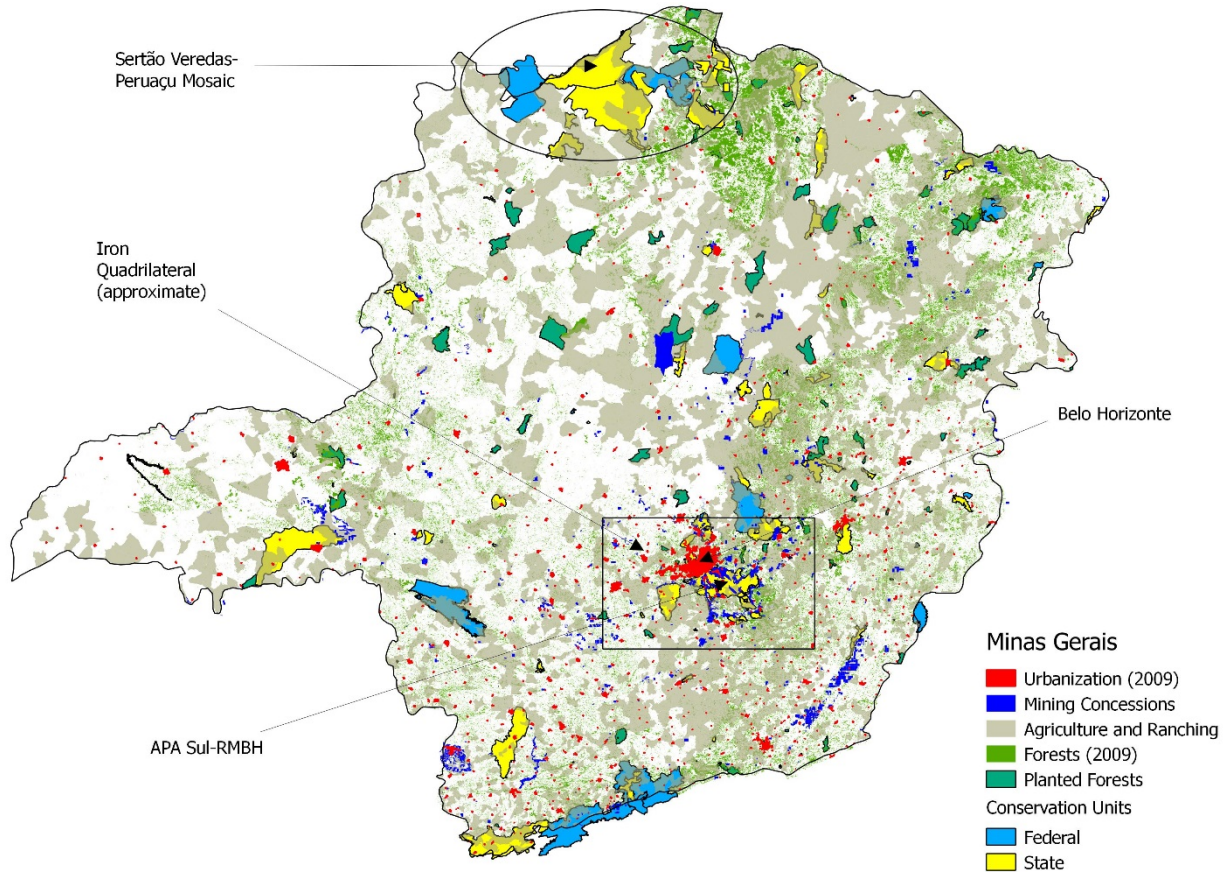 Sertão Veredas-
Peruaçu Mosaic
Iron
Quadrilateral
(approximate)
Belo Horizonte
APA Sul-RMBH
Minas Gerais
Urbanization (2009)
Mining Concessions
Agriculture and Ranching
Forests (2009)
Planted Forests
Conservation Units
Federal
State